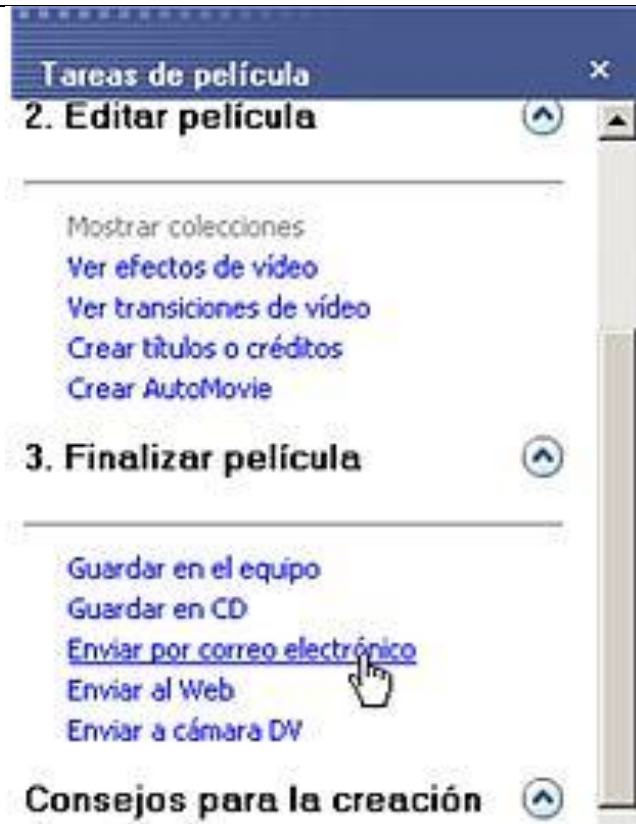 Tareas de película
2. Editar película
Mostrar colecciones
Ver efectos de vídeo
Ver transiciones de vídeo
Crear títulos o créditos
Crear AutoMovie
3. Finalizar película
Guardar en el equipo
Guardar en CD
Enviar por correo electrónico
Enviar al Web
Enviar a cámara DV
Consejos para la creación